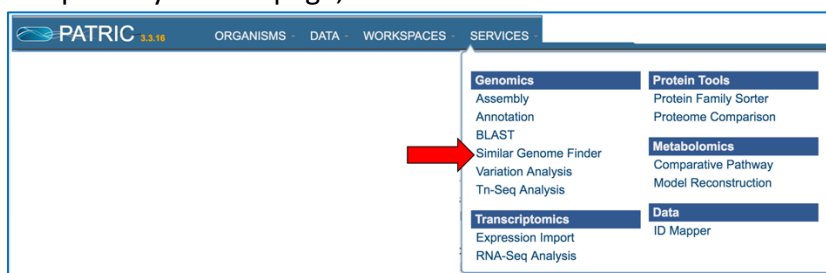 PATRIC 3.3.16 ORGANISMS DATA WORKSPACES SERVICES
Genomics
Assembly
Annotation
BLAST
Similar Genome Finder
Variation Analysis
Tn-Seq Analysis
Transcriptomics
Expression Import
RNA-Seq Analysis
Protein Tools
Protein Family Sorter
Proteome Comparison
Metabolomics
Comparative Pathway
Model Reconstruction
Data
ID Mapper